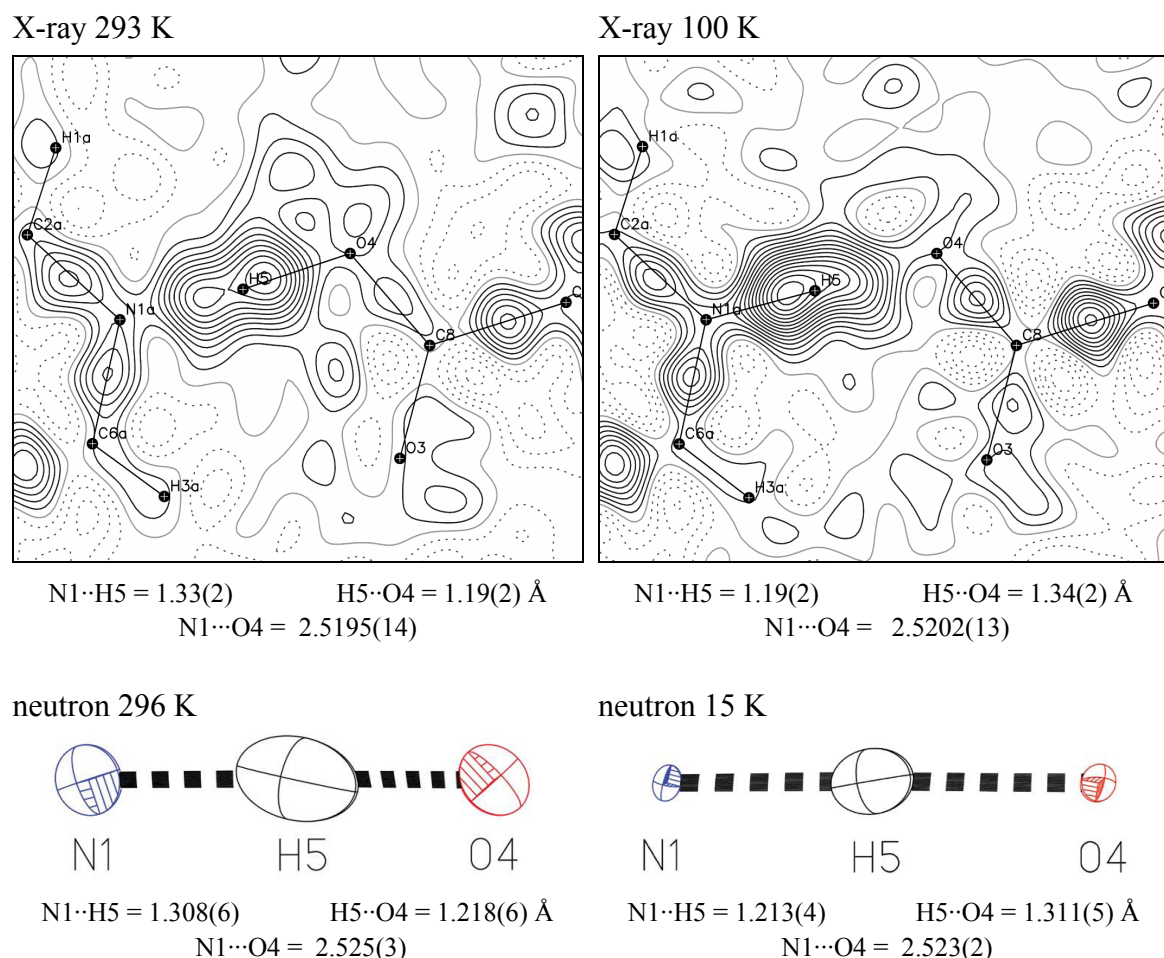 X-ray 293 K
X-ray 100 K
H1a
C2a
N1a
H5
O4
C8
C
C6a
H3a
O3
H1a
C2a
N1a
H5
O4
C8
C
C6a
H3a
O3
N1··H5 = 1.33(2) H5··O4 = 1.19(2) Å
N1···O4 = 2.5195(14)
N1··H5 = 1.19(2) H5··O4 = 1.34(2) Å
N1···O4 = 2.5202(13)
neutron 296 K
neutron 15 K
N1 H5 O4
N1 H5 O4
N1··H5 = 1.308(6) H5··O4 = 1.218(6) Å
N1···O4 = 2.525(3)
N1··H5 = 1.213(4) H5··O4 = 1.311(5) Å
N1···O4 = 2.523(2)